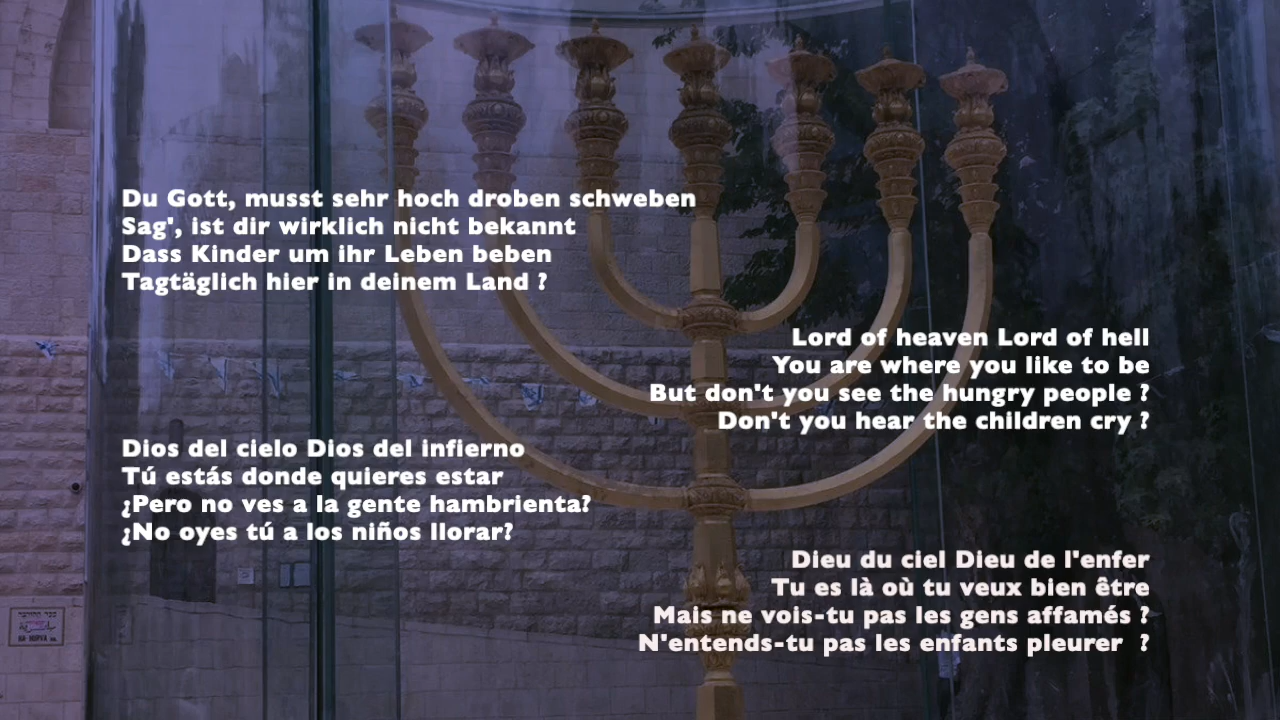 Du Gott, musst sehr hoch droben schweben
Sag', ist dir wirklich nicht bekannt
Dass Kinder um ihr Leben beben
Tagtäglich hier in deinem Land ?
Lord of heaven Lord of hell
You are where you like to be
But don't you see the hungry people ?
Don't you hear the children cry ?
Dios del cielo Dios del infierno
Tú estás donde quieres estar
¿Pero no ves a la gente hambrienta?
¿No oyes tú a los niños llorar?
Dieu du ciel Dieu de l'enfer
Tu es là où tu veux bien être
Mais ne vois-tu pas les gens affamés ?
N'entends-tu pas les enfants pleurer ?